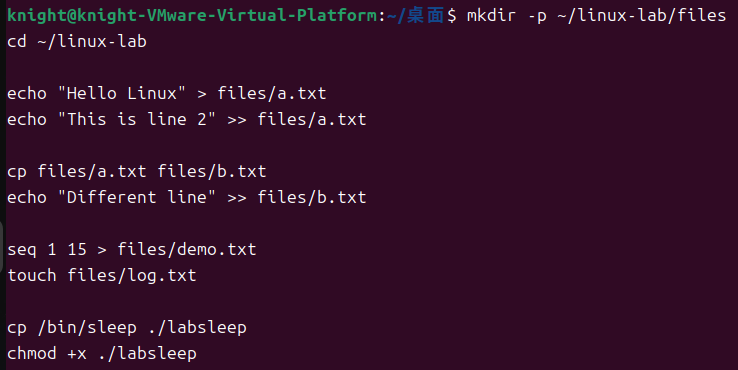 knight@knight-VMware-Virtual-Platform:~/桌面$ mkdir -p ~/linux-lab/files
cd ~/linux-lab
echo "Hello Linux" > files/a.txt
echo "This is line 2" >> files/a.txt
cp files/a.txt files/b.txt
echo "Different line" >> files/b.txt
seq 1 15 > files/demo.txt
touch files/log.txt
cp /bin/sleep ./labsleep
chmod +x ./labsleep